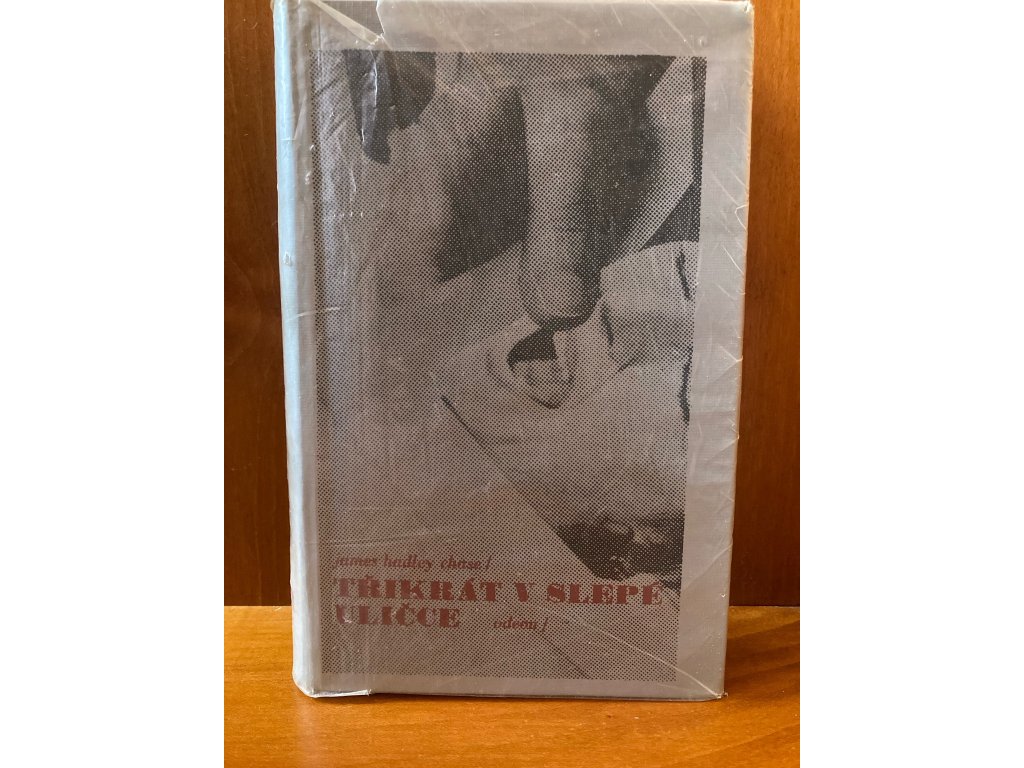 james hadley chase /
TŘIKRÁT V SLEPÉ
ULIČCE odeon /